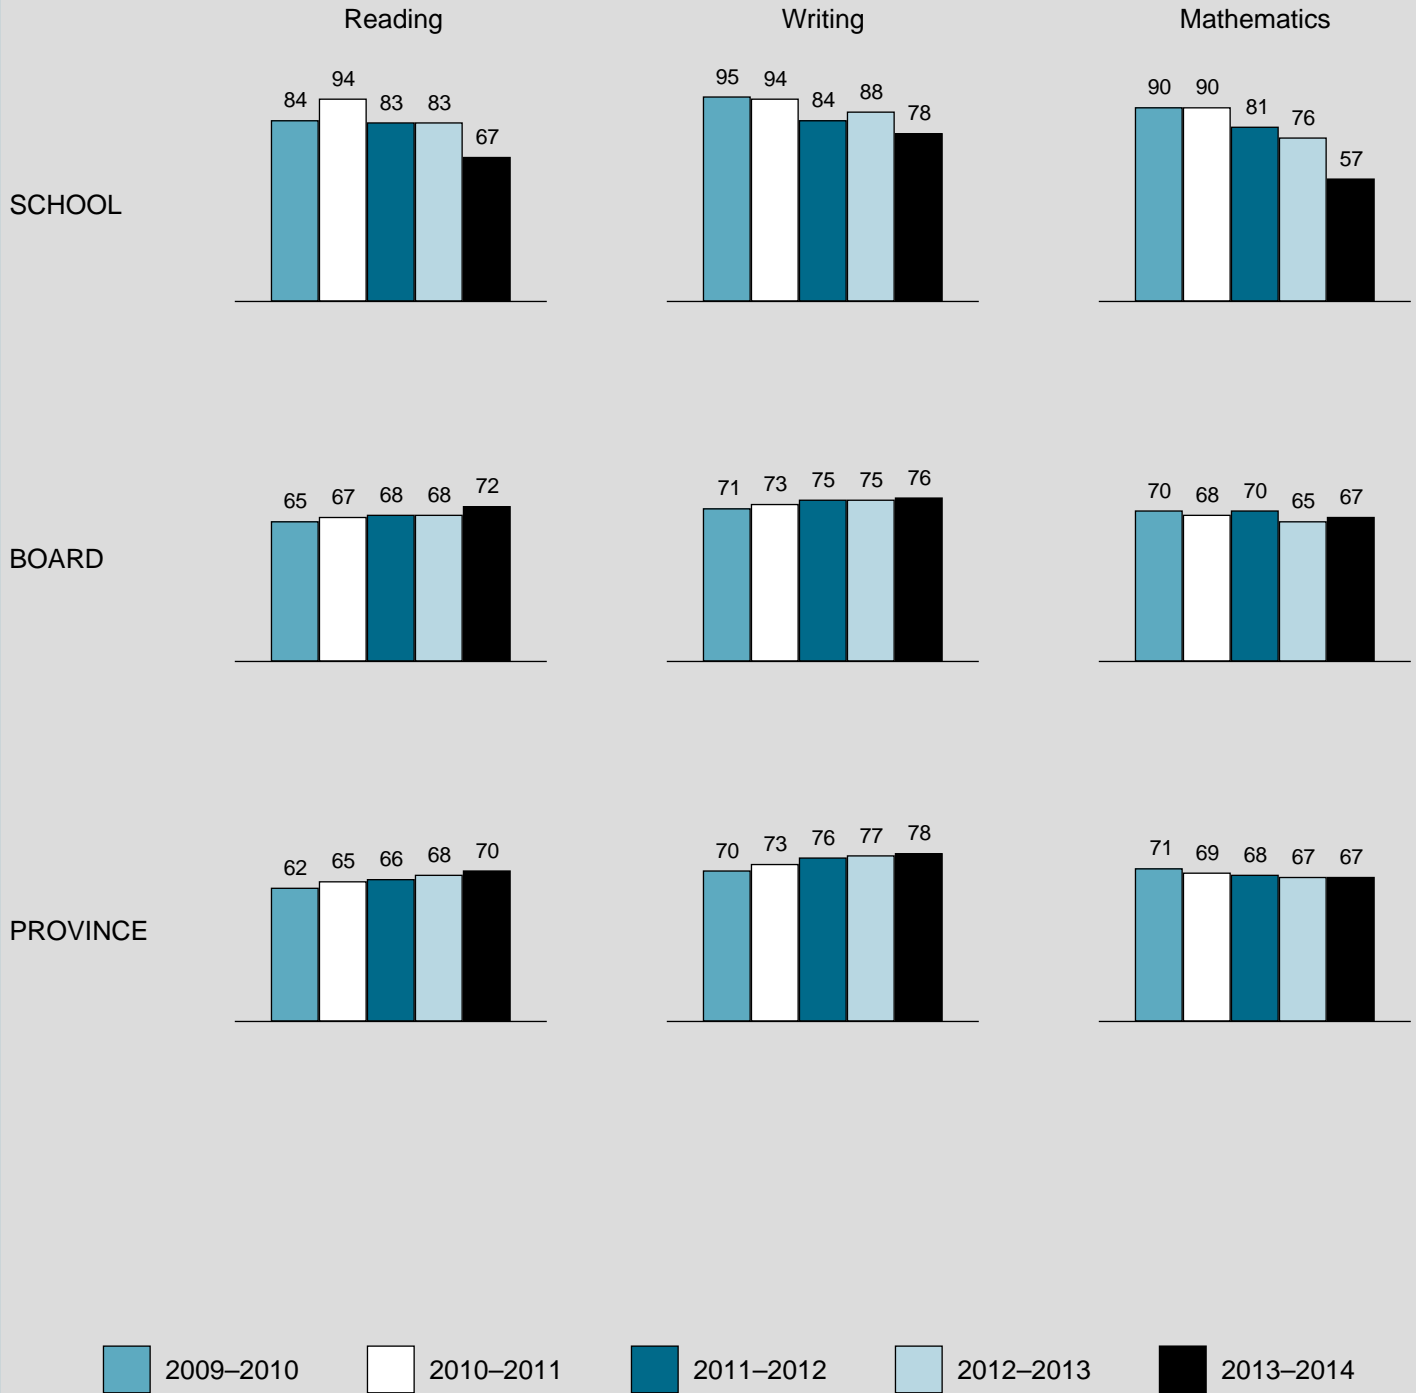 Reading Writing Mathematics
SCHOOL
84 94 83 83 67
95 94 84 88 78
90 90 81 76 57
BOARD
65 67 68 68 72
71 73 75 75 76
70 68 70 65 67
PROVINCE
62 65 66 68 70
70 73 76 77 78
71 69 68 67 67
2009–2010 2010–2011 2011–2012 2012–2013 2013–2014